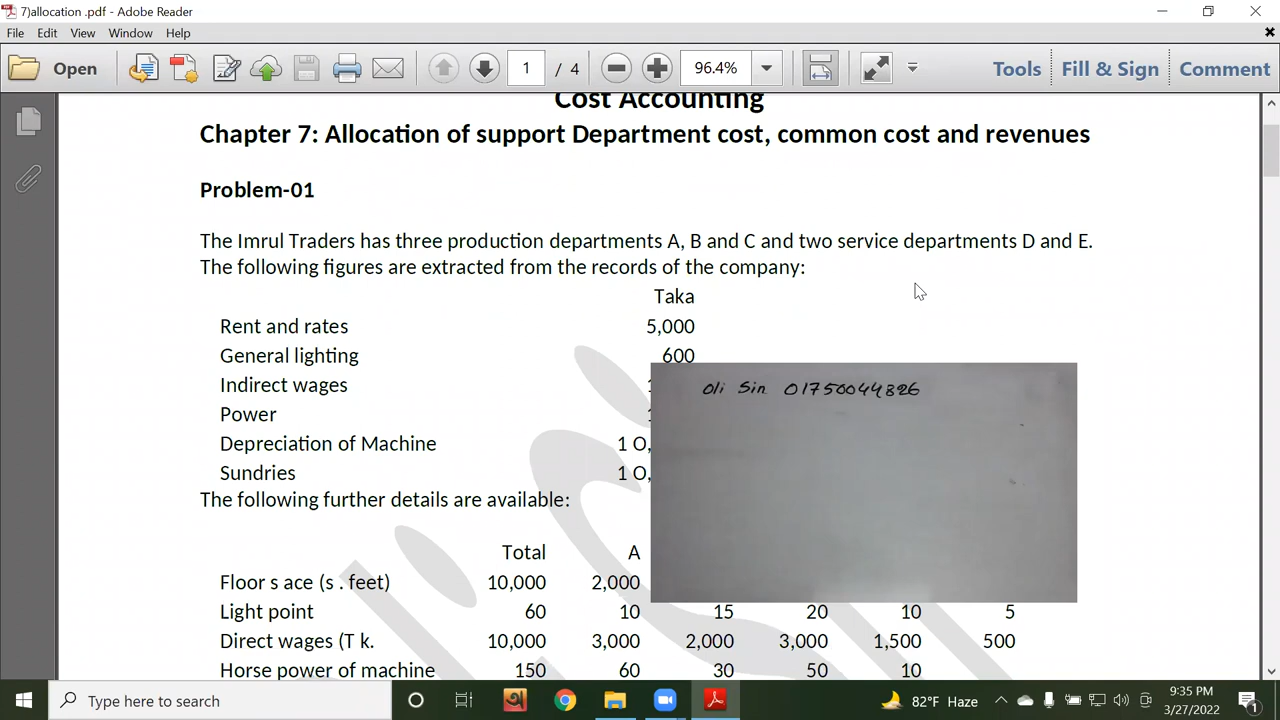 7)allocation .pdf - Adobe Reader
File Edit View Window Help
Open 1 / 4 96.4% Tools Fill & Sign Comment
Cost Accounting
Chapter 7: Allocation of support Department cost, common cost and revenues
Problem-01
The Imrul Traders has three production departments A, B and C and two service departments D and E.
The following figures are extracted from the records of the company:
Taka
Rent and rates 5,000
General lighting 600
Indirect wages
Power
Depreciation of Machine 1 O,
Sundries 1 O,
Oli Sin 01750044826
The following further details are available:
Total A
Floor s ace (s . feet) 10,000 2,000
Light point 60 10 15 20 10 5
Direct wages (T k. 10,000 3,000 2,000 3,000 1,500 500
Horse power of machine 150 60 30 50 10
Type here to search
82°F Haze
9:35 PM
3/27/2022
1